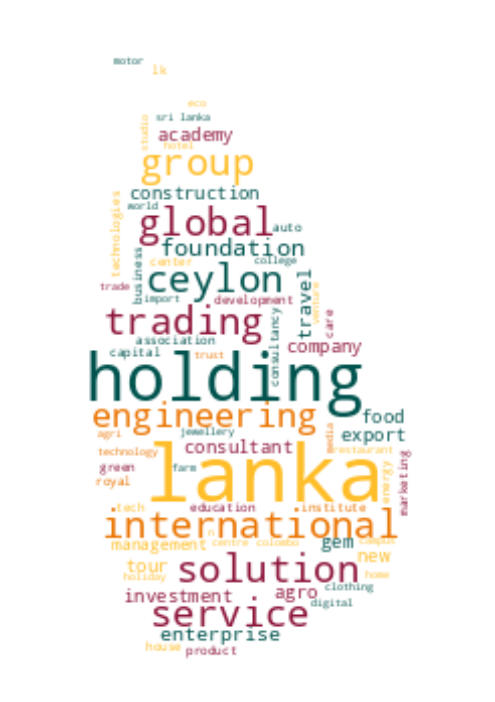 motor
lk
eco
sri lanka
studio
academy
hotel
group
construction
technologies
world
global
auto
foundation
business
center
college
ceylon
travel
venture
trade
import
development
trading
consultancy
care
association
company
capital
trust
holding
engineering
food
agri
jewellery
media
export
technology
consultant
restaurant
green
farm
lanka
energy
marketing
royal
tech
education
institute
international
management
centre
colombo
gem
campus
new
tour
solution
holiday
home
investment
agro
clothing
service
digital
enterprise
house
product